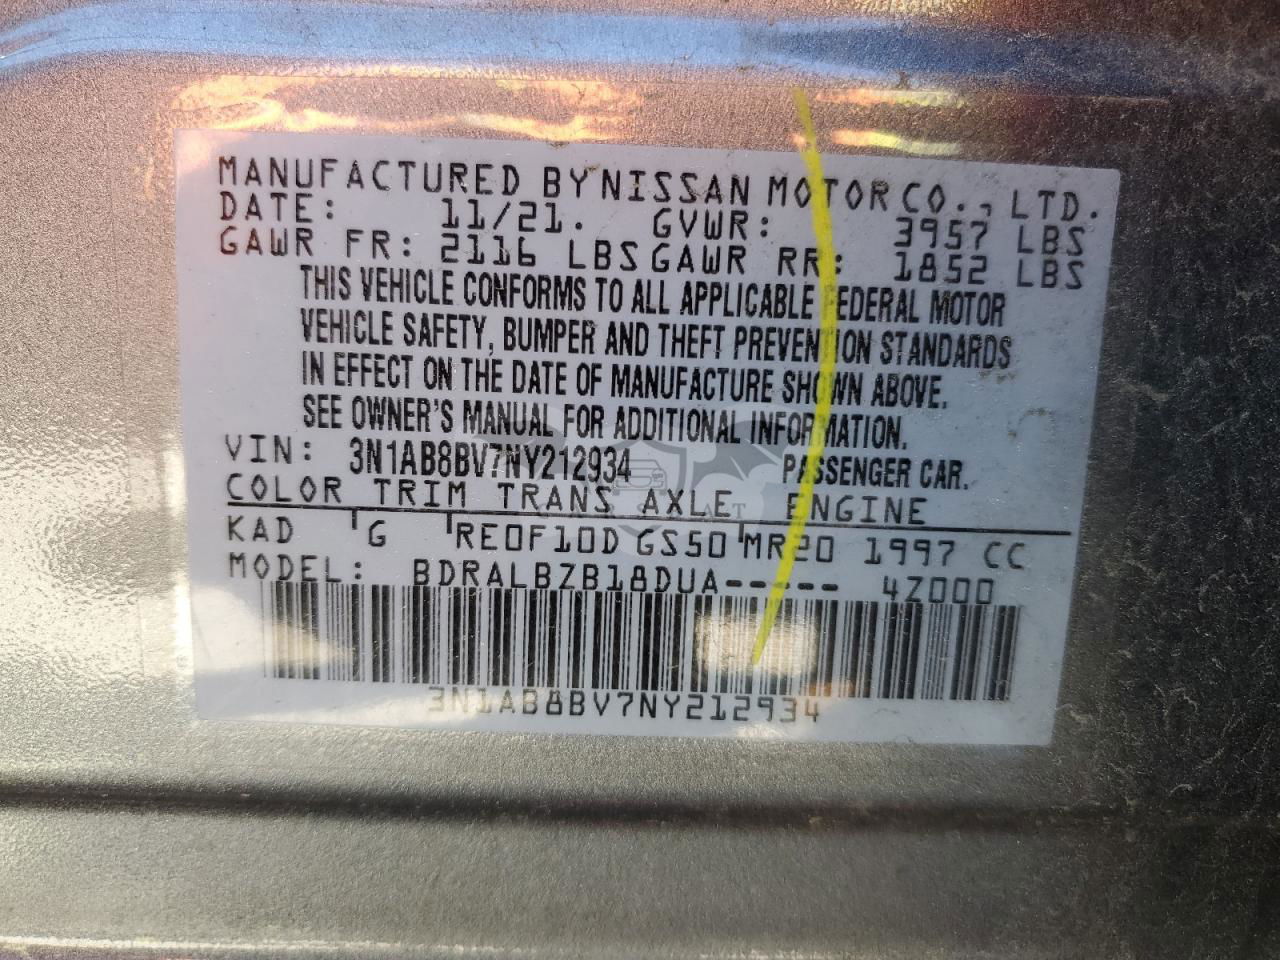 MANUFACTURED BY NISSAN MOTOR CO., LTD.
DATE: 11/21. GVWR: 3957 LBS
GAWR FR: 2116 LBS GAWR RR: 1852 LBS
THIS VEHICLE CONFORMS TO ALL APPLICABLE FEDERAL MOTOR
VEHICLE SAFETY, BUMPER AND THEFT PREVENTION STANDARDS
IN EFFECT ON THE DATE OF MANUFACTURE SHOWN ABOVE.
SEE OWNER'S MANUAL FOR ADDITIONAL INFORMATION.
VIN: 3N1AB8BV7NY212934 PASSENGER CAR.
COLOR TRIM TRANS AXLE ENGINE
KAD G RE0F10D GS50 MR20 1997 CC
MODEL: BDRALBZB18DUA----- 4Z000
3N1AB8BV7NY212934